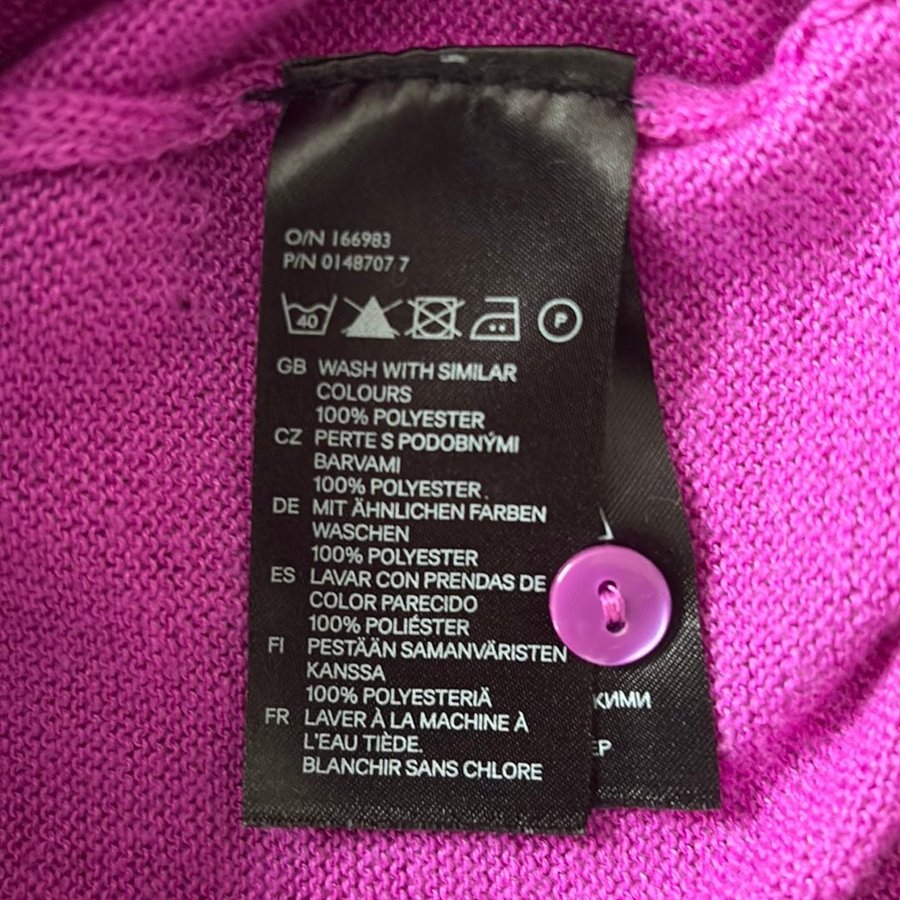 O/N 166983
P/N 0148707 7
40
P
GB WASH WITH SIMILAR
COLOURS
100% POLYESTER
CZ PERTE S PODOBNÝMI
BARVAMI
100% POLYESTER
DE MIT ÄHNLICHEN FARBEN
WASCHEN
100% POLYESTER
ES LAVAR CON PRENDAS DE
COLOR PARECIDO
100% POLIÉSTER
FI PESTÄÄN SAMANVÄRISTEN
KANSSA
100% POLYESTERIÄ
FR LAVER À LA MACHINE À
L'EAU TIÈDE.
BLANCHIR SANS CHLORE
КИМИ
ЕР